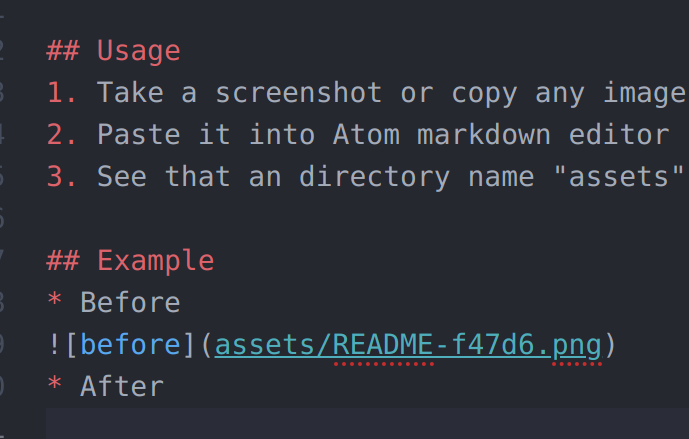 ## Usage
1. Take a screenshot or copy any image
2. Paste it into Atom markdown editor
3. See that an directory name "assets"
## Example
* Before
![before](assets/README-f47d6.png)
* After